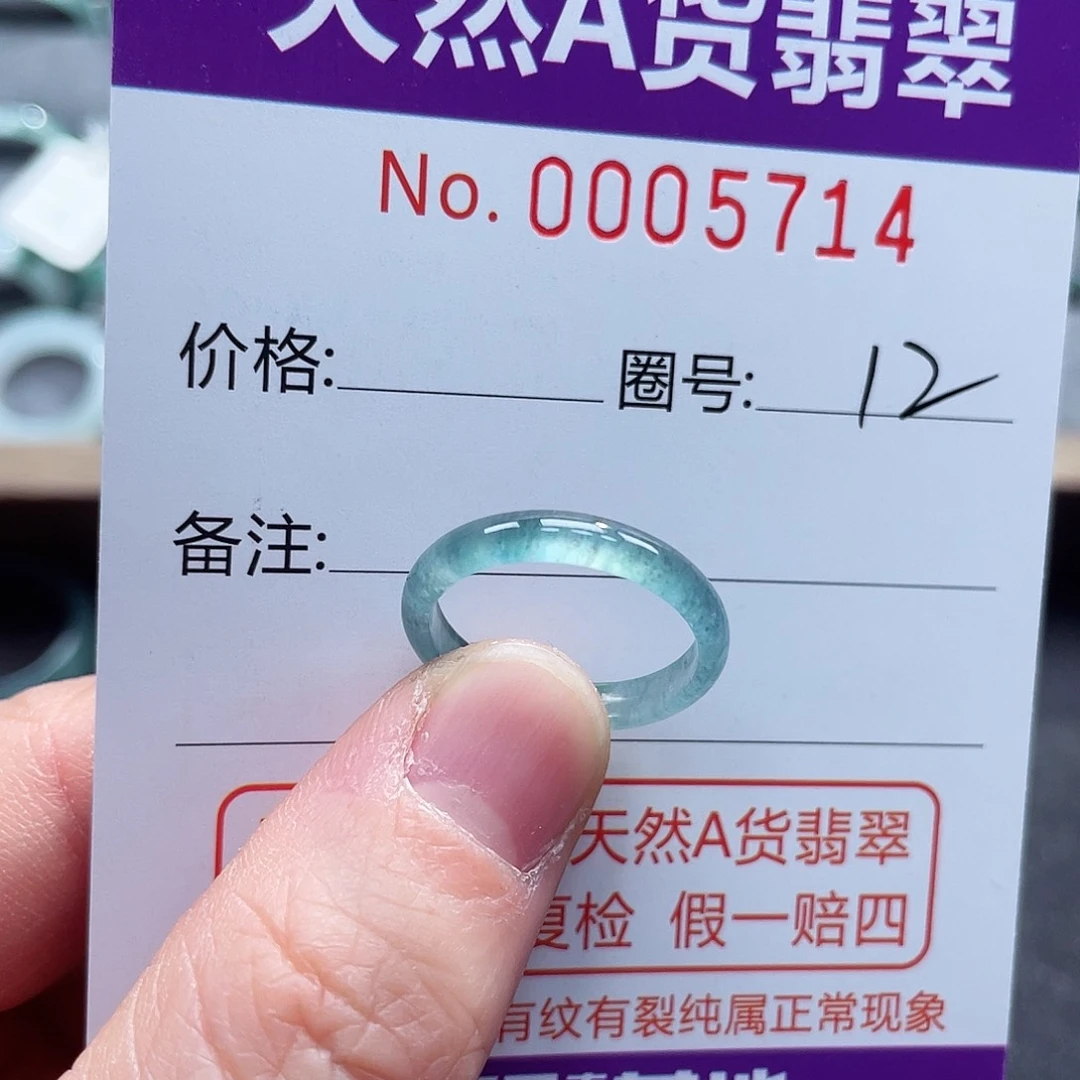 天然A货翡翠
No. 0005714
价格: 圈号: 12
备注:
天然A货翡翠
复检 假一赔四
有纹有裂纯属正常现象